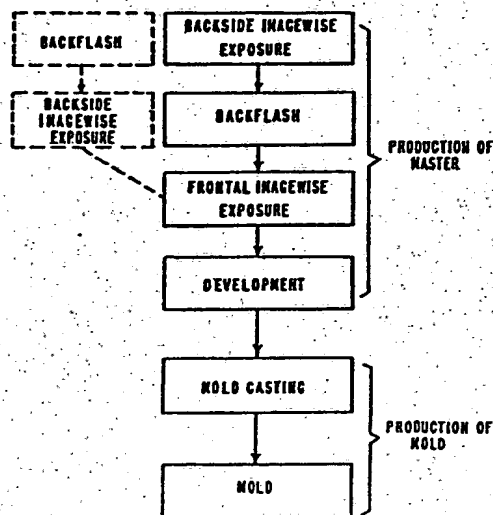 BACKFLASH
BACKSIDE IMAGEWISE
EXPOSURE
BACKSIDE
IMAGEWISE
EXPOSURE
BACKFLASH
PRODUCTION OF
MASTER
FRONTAL IMAGEWISE
EXPOSURE
DEVELOPMENT
MOLD CASTING
PRODUCTION OF
MOLD
MOLD